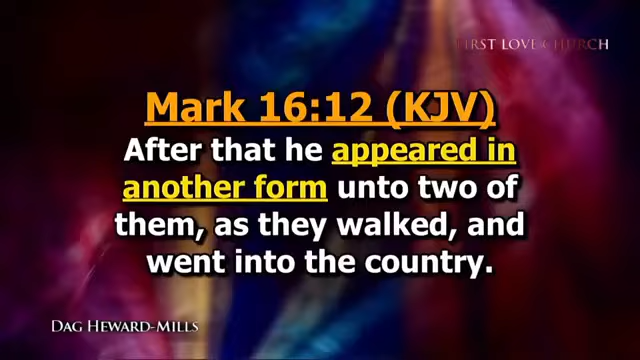 FIRST LOVE CHURCH
Mark 16:12 (KJV)
After that he appeared in
another form unto two of
them, as they walked, and
went into the country.
DAG HEWARD-MILLS